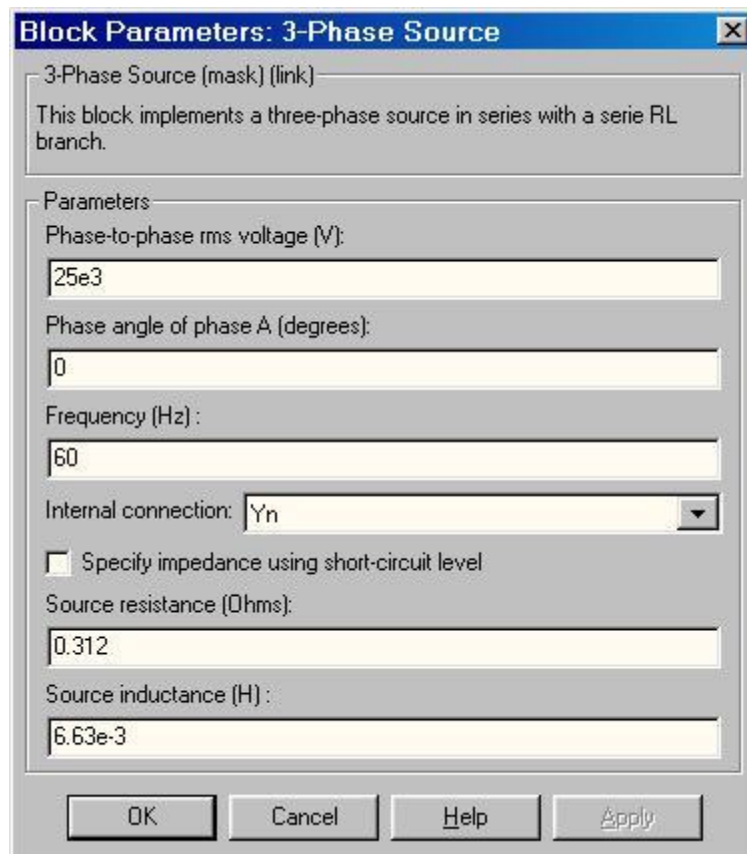 Block Parameters: 3-Phase Source
3-Phase Source (mask) (link)
This block implements a three-phase source in series with a serie RL
branch.
Parameters
Phase-to-phase rms voltage (V):
25e3
Phase angle of phase A (degrees):
0
Frequency (Hz) :
60
Internal connection: Yn
Specify impedance using short-circuit level
Source resistance (Ohms):
0.312
Source inductance (H) :
6.63e-3
OK Cancel Help Apply